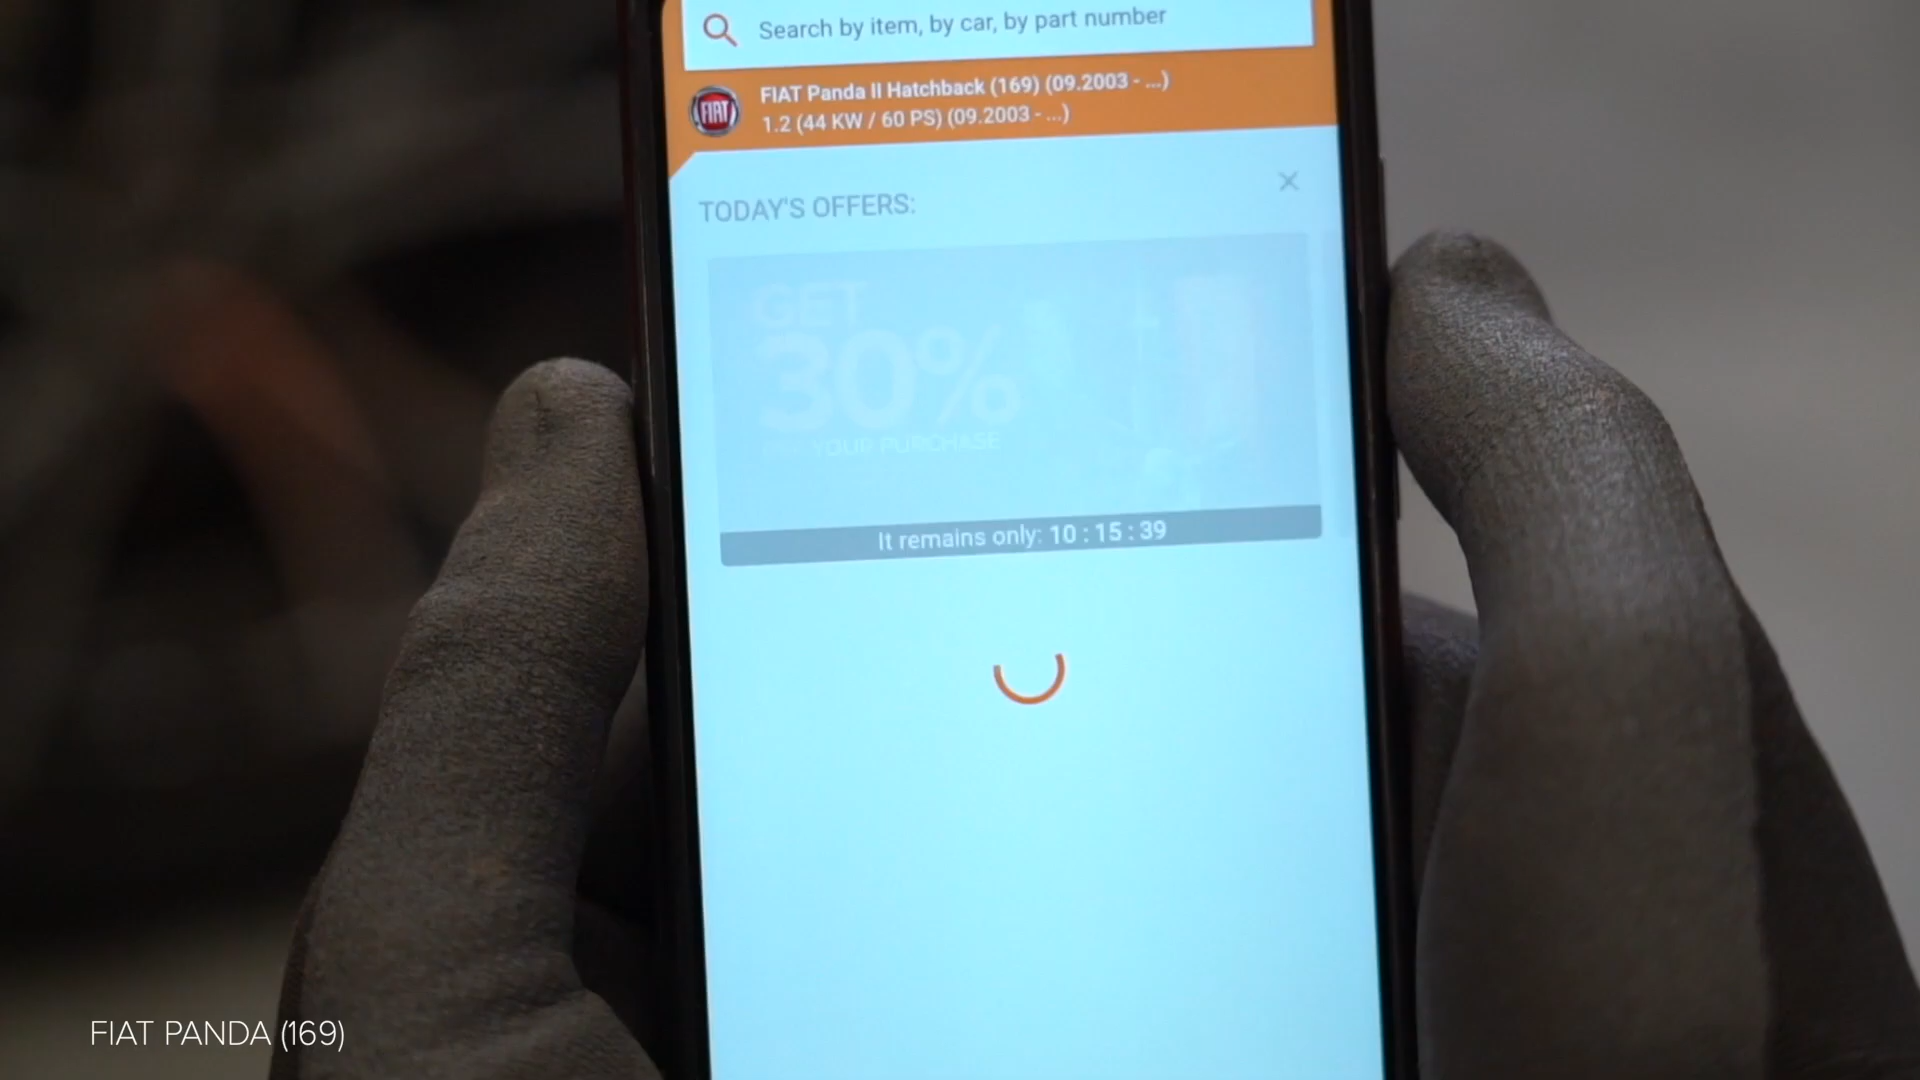 Search by item, by car, by part number
FIAT
FIAT Panda II Hatchback (169) (09.2003 - ...)
1.2 (44 KW / 60 PS) (09.2003 - ...)
TODAY'S OFFERS:
GET
30%
YOUR PURCHASE
It remains only: 10 : 15 : 39
FIAT PANDA (169)